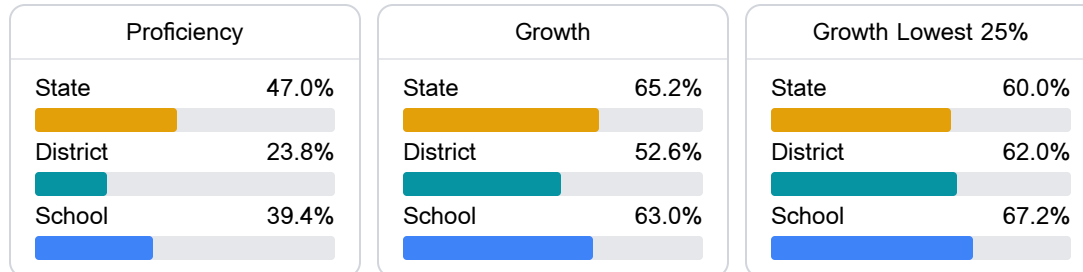 Proficiency
State 47.0%
District 23.8%
School 39.4%
Growth
State 65.2%
District 52.6%
School 63.0%
Growth Lowest 25%
State 60.0%
District 62.0%
School 67.2%